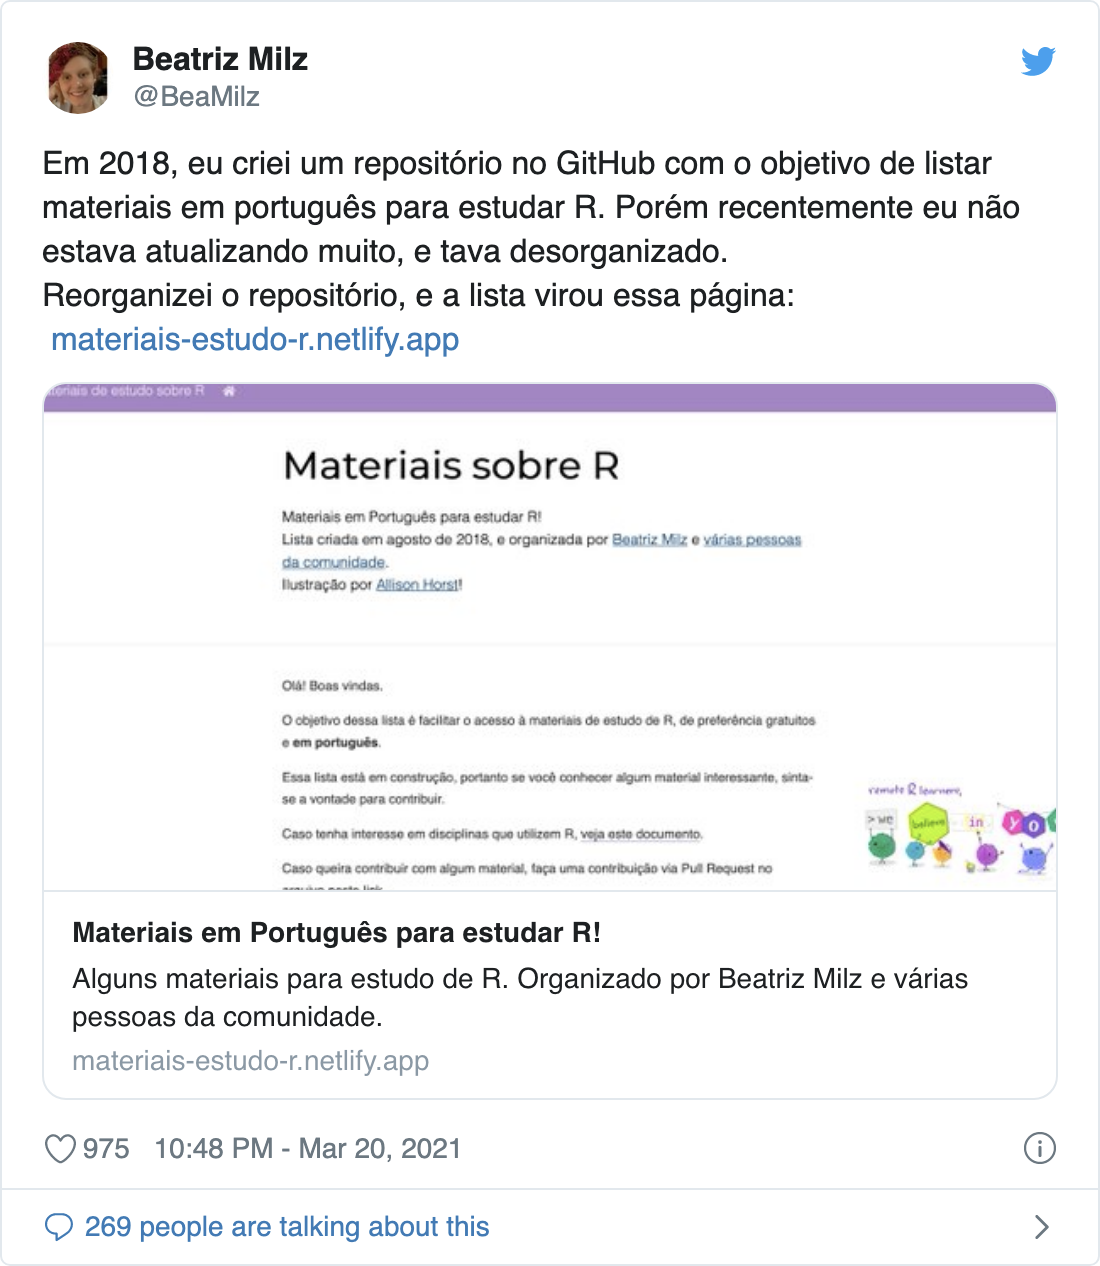 Beatriz Milz
@BeaMilz
Em 2018, eu criei um repositório no GitHub com o objetivo de listar
materiais em português para estudar R. Porém recentemente eu não
estava atualizando muito, e tava desorganizado.
Reorganizei o repositório, e a lista virou essa página:
materiais-estudo-r.netlify.app
teriais de estudo sobre R
Materiais sobre R
Materiais em Português para estudar R!
Lista criada em agosto de 2018, e organizada por Beatriz Milz e várias pessoas
da comunidade.
Ilustração por Allison Horst!
Olá! Boas vindas.
O objetivo dessa lista é facilitar o acesso à materiais de estudo de R, de preferência gratuitos
e em português.
Essa lista está em construção, portanto se você conhecer algum material interessante, sinta-
se a vontade para contribuir.
remote R learners,
> we believe in yo
Caso tenha interesse em disciplinas que utilizem R, veja este documento.
Caso queira contribuir com algum material, faça uma contribuição via Pull Request no
Materiais em Português para estudar R!
Alguns materiais para estudo de R. Organizado por Beatriz Milz e várias
pessoas da comunidade.
materiais-estudo-r.netlify.app
975 10:48 PM - Mar 20, 2021
269 people are talking about this